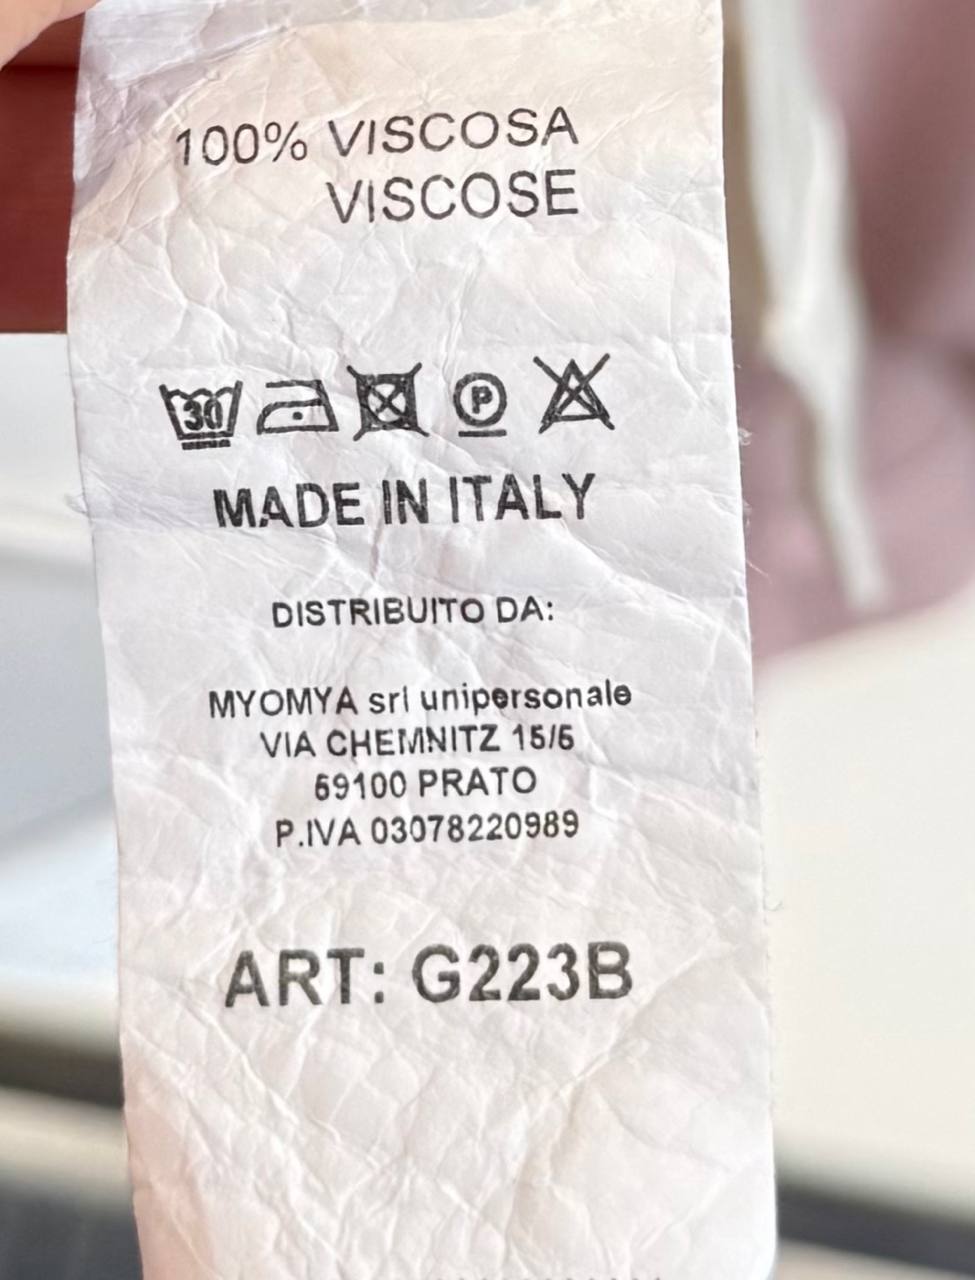 100% VISCOSA
VISCOSE
30 P
MADE IN ITALY
DISTRIBUITO DA:
MYOMYA srl unipersonale
VIA CHEMNITZ 15/5
59100 PRATO
P.IVA 03078220989
ART: G223B